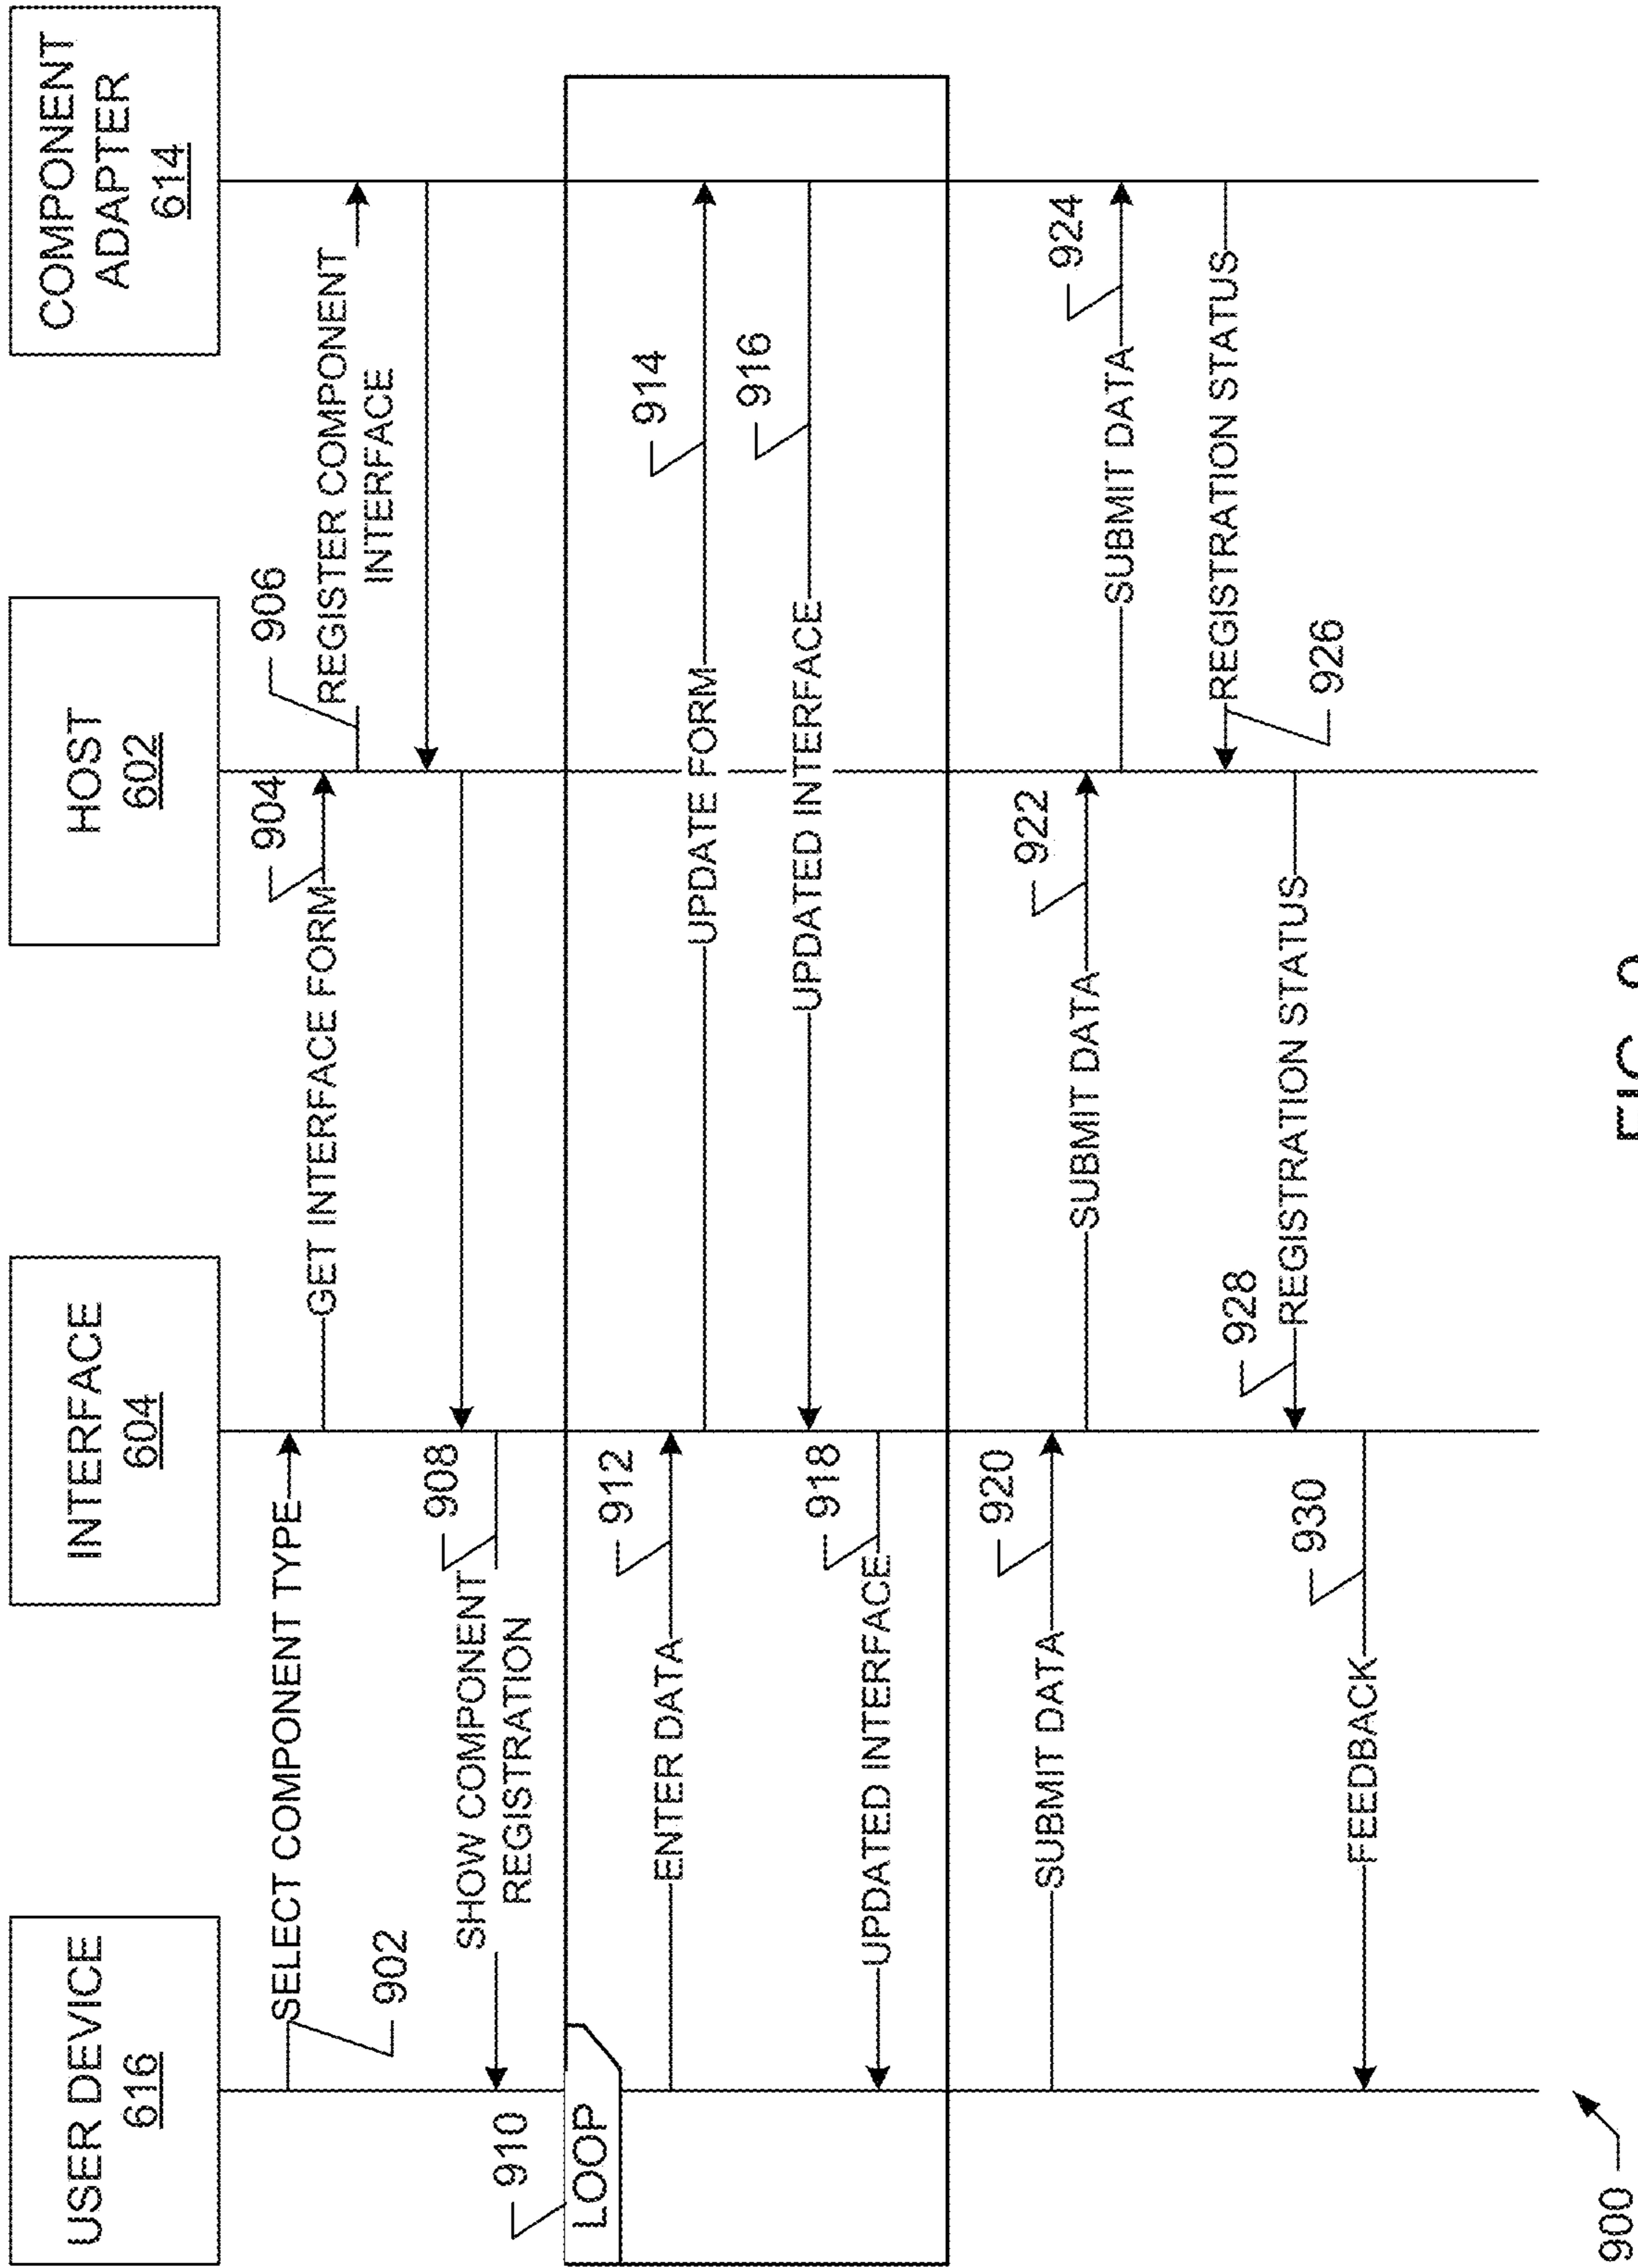 USER DEVICE
616
INTERFACE
604
HOST
602
COMPONENT
ADAPTER
614
SELECT COMPONENT TYPE
902
GET INTERFACE FORM
904
906
REGISTER COMPONENT
INTERFACE
908
SHOW COMPONENT
REGISTRATION
910
LOOP
912
ENTER DATA
914
UPDATE FORM
916
UPDATED INTERFACE
918
UPDATED INTERFACE
920
SUBMIT DATA
922
SUBMIT DATA
924
SUBMIT DATA
REGISTRATION STATUS
926
928
REGISTRATION STATUS
930
FEEDBACK
900